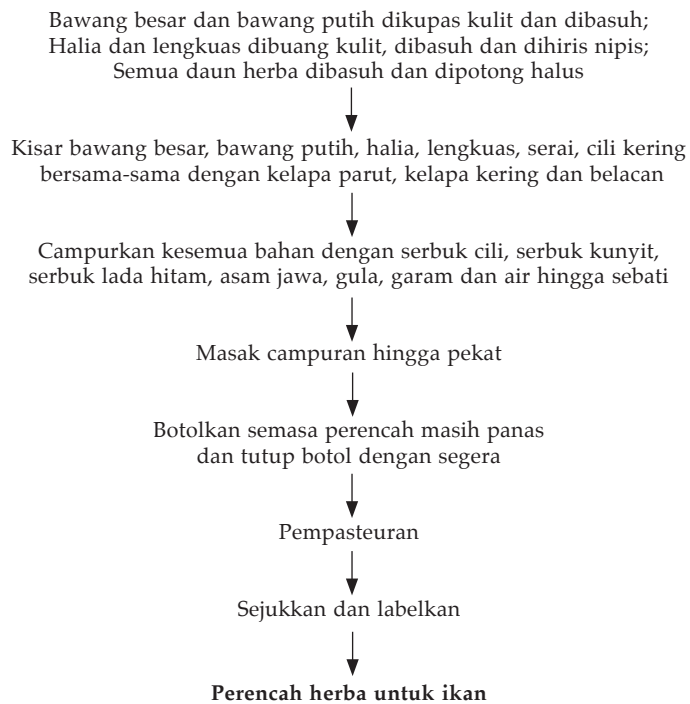 Bawang besar dan bawang putih dikupas kulit dan dibasuh;
Halia dan lengkuas dibuang kulit, dibasuh dan dihiris nipis;
Semua daun herba dibasuh dan dipotong halus
Kisar bawang besar, bawang putih, halia, lengkuas, serai, cili kering
bersama-sama dengan kelapa parut, kelapa kering dan belacan
Campurkan kesemua bahan dengan serbuk cili, serbuk kunyit,
serbuk lada hitam, asam jawa, gula, garam dan air hingga sebati
Masak campuran hingga pekat
Botolkan semasa perencah masih panas
dan tutup botol dengan segera
Pempasteuran
Sejukkan dan labelkan
Perencah herba untuk ikan